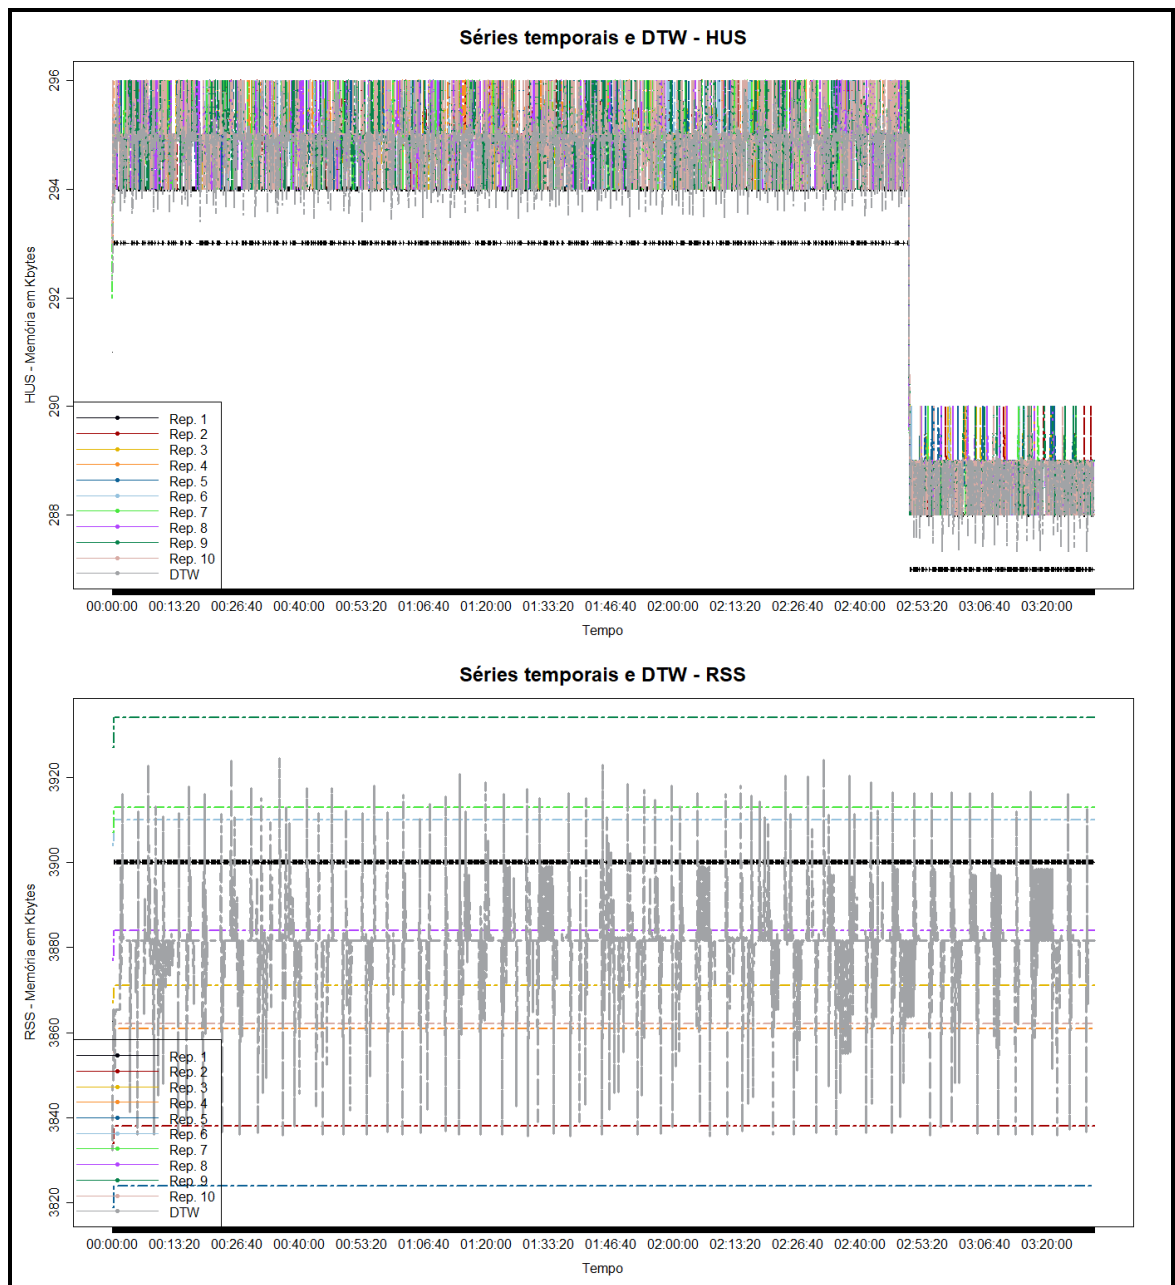 Séries temporais e DTW - HUS
HUS - Memória em Kbytes
296
294
292
290
288
Rep. 1
Rep. 2
Rep. 3
Rep. 4
Rep. 5
Rep. 6
Rep. 7
Rep. 8
Rep. 9
Rep. 10
DTW
00:00:00 00:13:20 00:26:40 00:40:00 00:53:20 01:06:40 01:20:00 01:33:20 01:46:40 02:00:00 02:13:20 02:26:40 02:40:00 02:53:20 03:06:40 03:20:00
Tempo
Séries temporais e DTW - RSS
RSS - Memória em Kbytes
3920
3900
3880
3860
3840
3820
Rep. 1
Rep. 2
Rep. 3
Rep. 4
Rep. 5
Rep. 6
Rep. 7
Rep. 8
Rep. 9
Rep. 10
DTW
00:00:00 00:13:20 00:26:40 00:40:00 00:53:20 01:06:40 01:20:00 01:33:20 01:46:40 02:00:00 02:13:20 02:26:40 02:40:00 02:53:20 03:06:40 03:20:00
Tempo